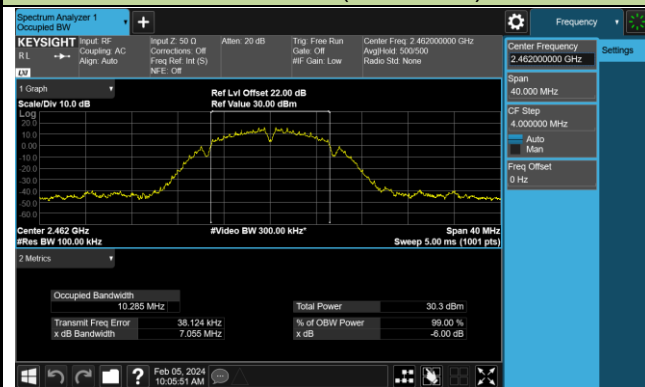 Spectrum Analyzer 1
Occupied BW
Frequency
KEYSIGHT
RL
LXI
Input: RF
Coupling: AC
Align: Auto
Input Z: 50 Ω
Corrections: Off
Freq Ref: Int (S)
NFE: Off
Atten: 20 dB
Trig: Free Run
Gate: Off
#IF Gain: Low
Center Freq: 2.462000000 GHz
Avg|Hold: 500/500
Radio Std: None
Center Frequency
2.462000000 GHz
Settings
Span
40.000 MHz
CF Step
4.000000 MHz
Auto
Man
Freq Offset
0 Hz
1 Graph
Scale/Div 10.0 dB
Ref Lvl Offset 22.00 dB
Ref Value 30.00 dBm
Log
20.0
10.0
0.00
-10.0
-20.0
-30.0
-40.0
-50.0
-60.0
Center 2.462 GHz
#Res BW 100.00 kHz
#Video BW 300.00 kHz*
Span 40 MHz
Sweep 5.00 ms (1001 pts)
2 Metrics
Occupied Bandwidth
10.285 MHz
Total Power 30.3 dBm
Transmit Freq Error 38.124 kHz
% of OBW Power 99.00 %
x dB Bandwidth 7.055 MHz
x dB -6.00 dB
?
Feb 05, 2024
10:05:51 AM